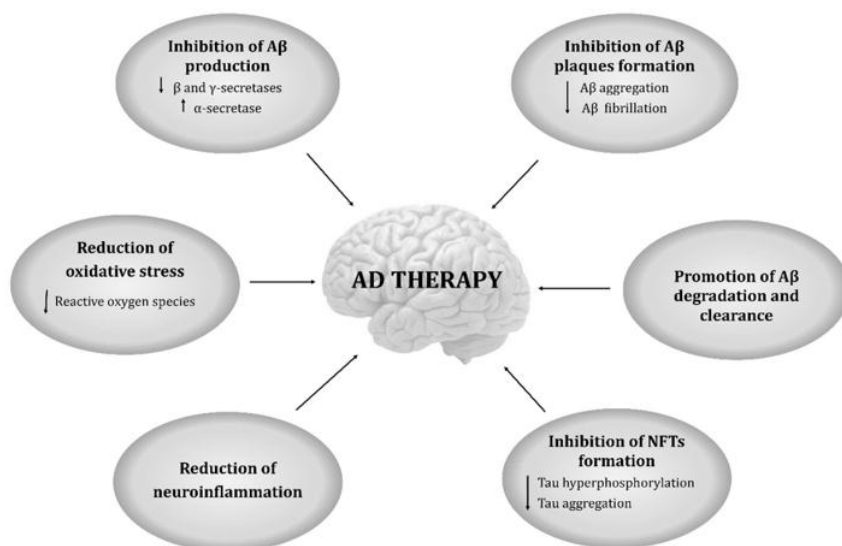 Inhibition of Aβ
production
↓ β and γ-secretases
↑ α-secretase
Inhibition of Aβ
plaques formation
↓ Aβ aggregation
Aβ fibrillation
Reduction of
oxidative stress
↓ Reactive oxygen species
AD THERAPY
Promotion of Aβ
degradation and
clearance
Reduction of
neuroinflammation
Inhibition of NFTs
formation
↓ Tau hyperphosphorylation
Tau aggregation